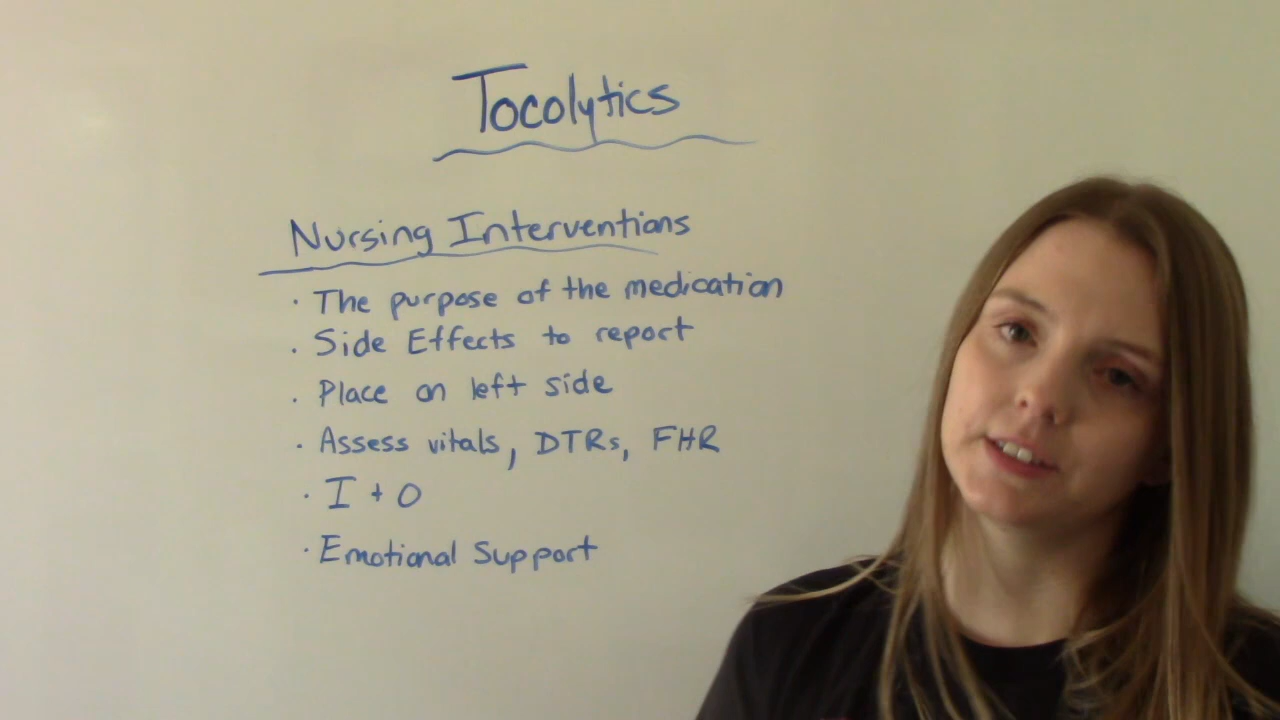 Tocolytics
Nursing Interventions
· The purpose of the medication
· Side Effects to report
· Place on left side
· Assess vitals, DTRs, FHR
· I + O
· Emotional Support